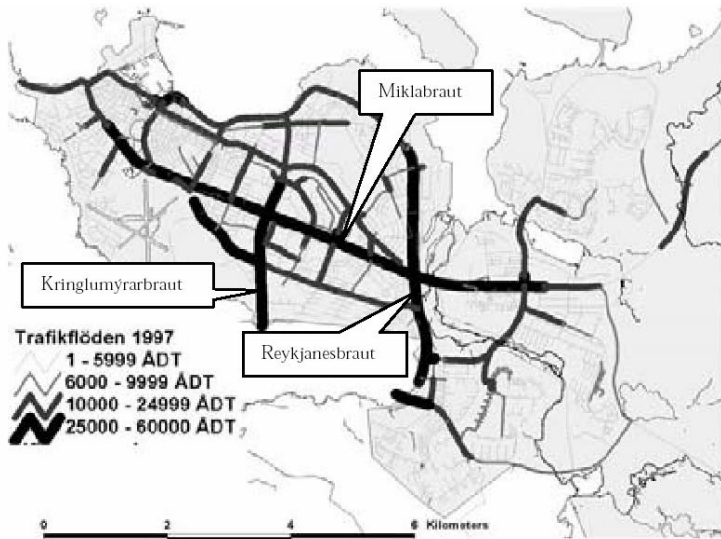 Miklabraut
Kringlumýrarbraut
Reykjanesbraut
Trafikflöden 1997
1 - 5999 ÅDT
6000 - 9999 ÅDT
10000 - 24999 ÅDT
25000 - 60000 ÅDT
0 2 4 6 Kilometers